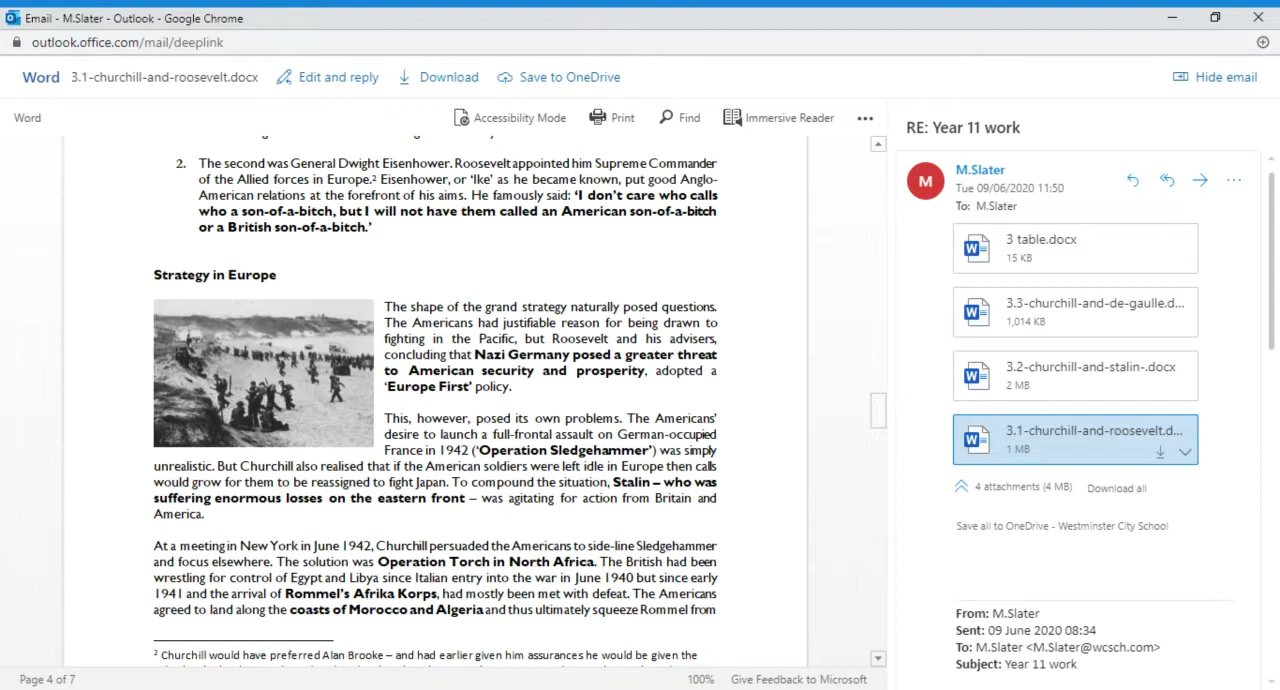 Email - M.Slater - Outlook - Google Chrome
outlook.office.com/mail/deeplink
Word 3.1-churchill-and-roosevelt.docx Edit and reply Download Save to OneDrive Hide email
Word Accessibility Mode Print Find Immersive Reader
2. The second was General Dwight Eisenhower. Roosevelt appointed him Supreme Commander
of the Allied forces in Europe.² Eisenhower, or ‘Ike’ as he became known, put good Anglo-
American relations at the forefront of his aims. He famously said: ‘I don’t care who calls
who a son-of-a-bitch, but I will not have them called an American son-of-a-bitch
or a British son-of-a-bitch.’
Strategy in Europe
The shape of the grand strategy naturally posed questions.
The Americans had justifiable reason for being drawn to
fighting in the Pacific, but Roosevelt and his advisers,
concluding that Nazi Germany posed a greater threat
to American security and prosperity, adopted a
‘Europe First’ policy.
This, however, posed its own problems. The Americans’
desire to launch a full-frontal assault on German-occupied
France in 1942 (‘Operation Sledgehammer’) was simply
unrealistic. But Churchill also realised that if the American soldiers were left idle in Europe then calls
would grow for them to be reassigned to fight Japan. To compound the situation, Stalin – who was
suffering enormous losses on the eastern front – was agitating for action from Britain and
America.
At a meeting in New York in June 1942, Churchill persuaded the Americans to side-line Sledgehammer
and focus elsewhere. The solution was Operation Torch in North Africa. The British had been
wrestling for control of Egypt and Libya since Italian entry into the war in June 1940 but since early
1941 and the arrival of Rommel’s Afrika Korps, had mostly been met with defeat. The Americans
agreed to land along the coasts of Morocco and Algeria and thus ultimately squeeze Rommel from
² Churchill would have preferred Alan Brooke – and had earlier given him assurances he would be given the
Page 4 of 7 100% Give Feedback to Microsoft
RE: Year 11 work
M
M.Slater
Tue 09/06/2020 11:50
To: M.Slater
3 table.docx
15 KB
3.3-churchill-and-de-gaulle.d...
1,014 KB
3.2-churchill-and-stalin-.docx
2 MB
3.1-churchill-and-roosevelt.d...
1 MB
4 attachments (4 MB) Download all
Save all to OneDrive - Westminster City School
From: M.Slater
Sent: 09 June 2020 08:34
To: M.Slater <M.Slater@wcsch.com>
Subject: Year 11 work